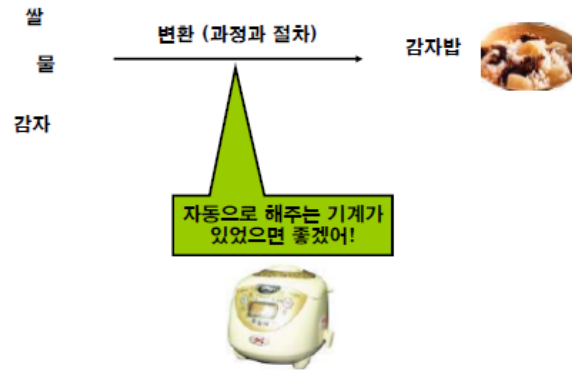 쌀
물
감자
변환 (과정과 절차)
감자밥
자동으로 해주는 기계가
있었으면 좋겠어!